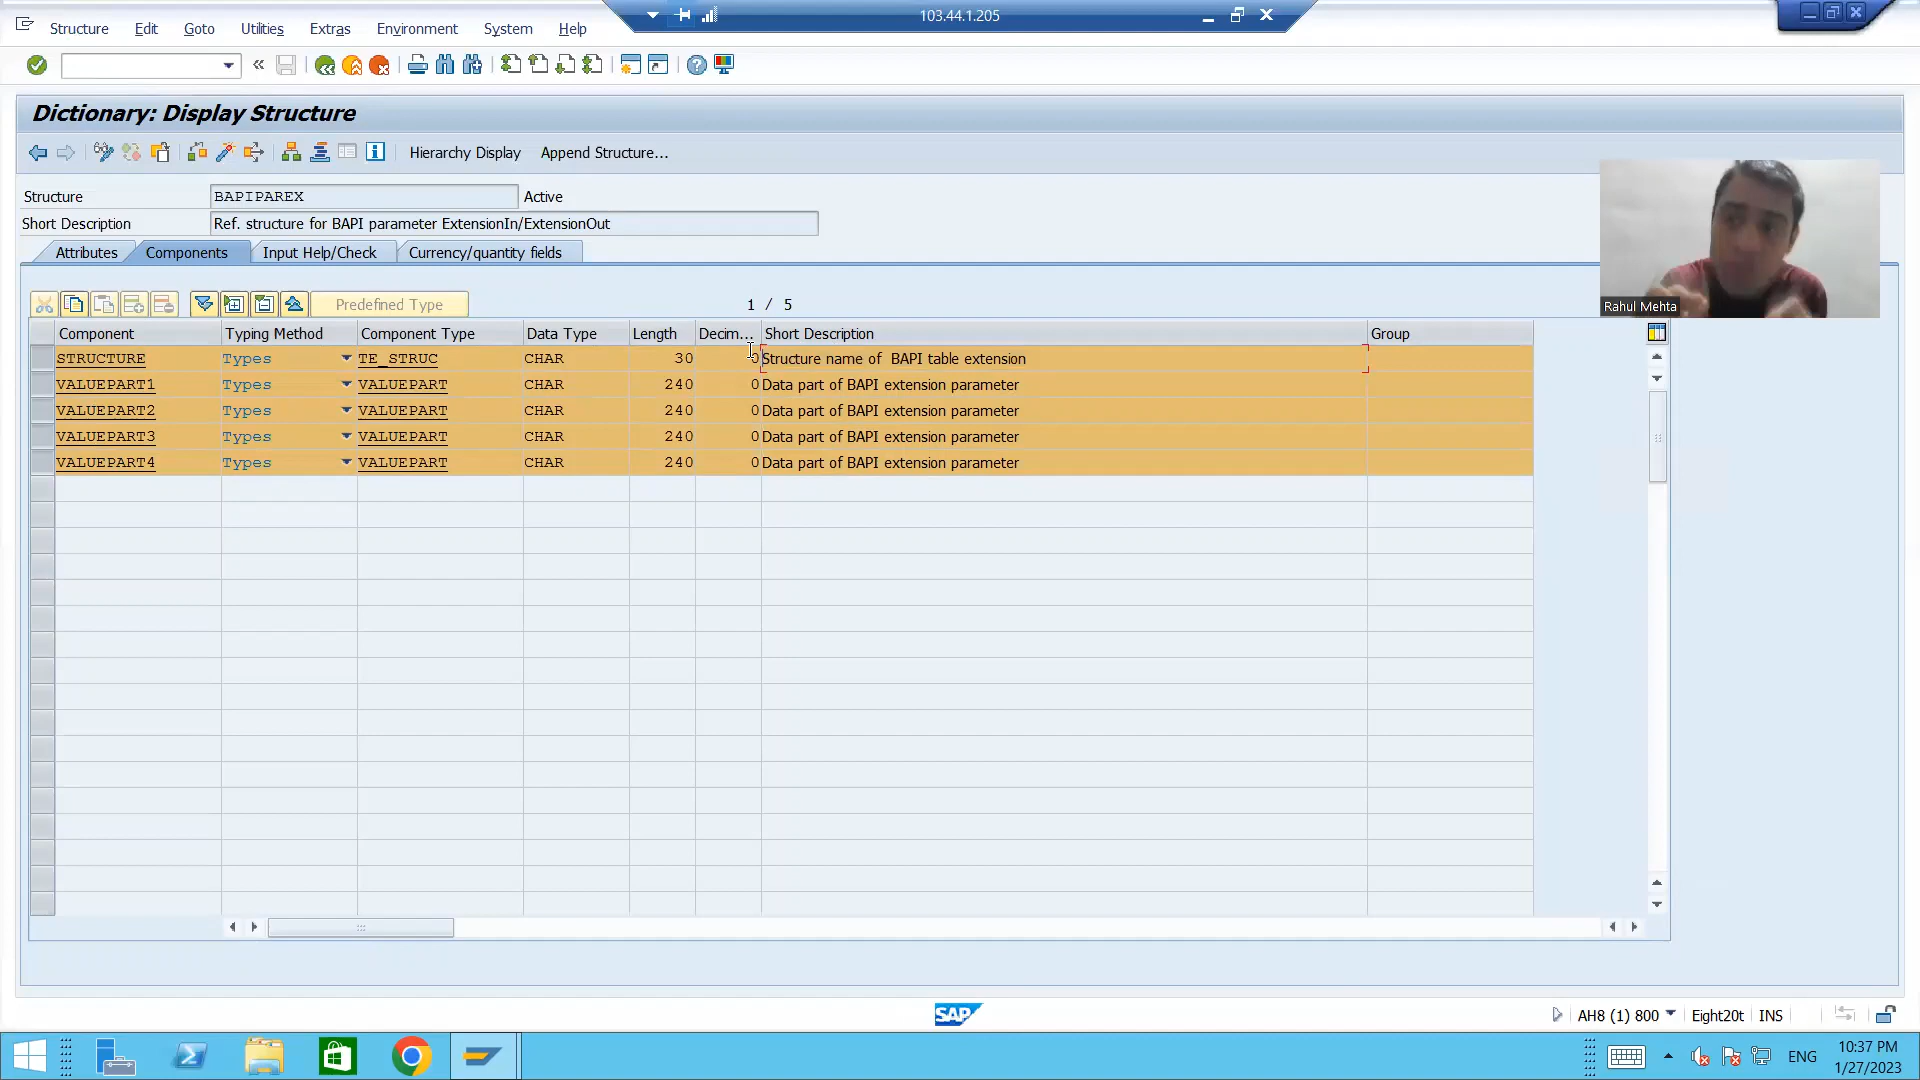 103.44.1.205
Structure Edit Goto Utilities Extras Environment System Help
Dictionary: Display Structure
Hierarchy Display Append Structure...
Structure BAPIPAREX Active
Short Description Ref. structure for BAPI parameter ExtensionIn/ExtensionOut
Attributes Components Input Help/Check Currency/quantity fields
Predefined Type 1 / 5
Rahul Mehta
Component Typing Method Component Type Data Type Length Decim... Short Description Group
STRUCTURE Types TE_STRUC CHAR 30 0 Structure name of BAPI table extension
VALUEPART1 Types VALUEPART CHAR 240 0 Data part of BAPI extension parameter
VALUEPART2 Types VALUEPART CHAR 240 0 Data part of BAPI extension parameter
VALUEPART3 Types VALUEPART CHAR 240 0 Data part of BAPI extension parameter
VALUEPART4 Types VALUEPART CHAR 240 0 Data part of BAPI extension parameter
SAP AH8 (1) 800 Eight20t INS
ENG 10:37 PM
1/27/2023